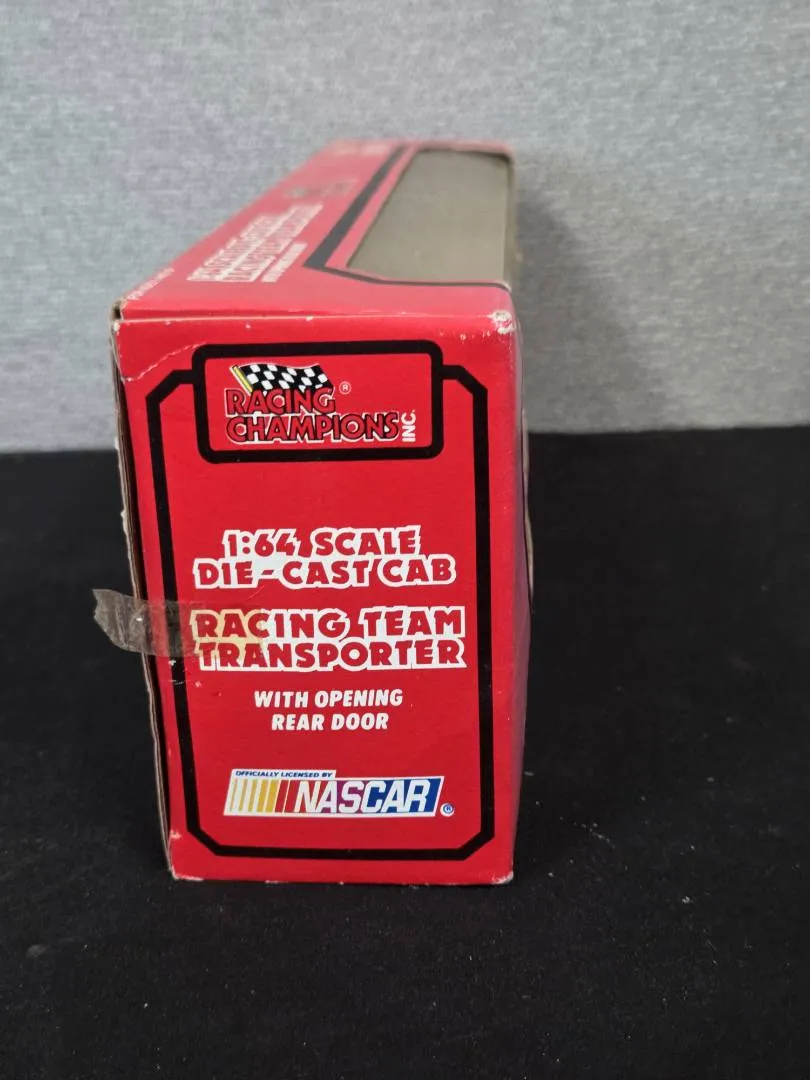 RACING®
CHAMPIONS INC.
1:64 SCALE
DIE-CAST CAB
RACING TEAM
TRANSPORTER
WITH OPENING
REAR DOOR
OFFICIALLY LICENSED BY
NASCAR®